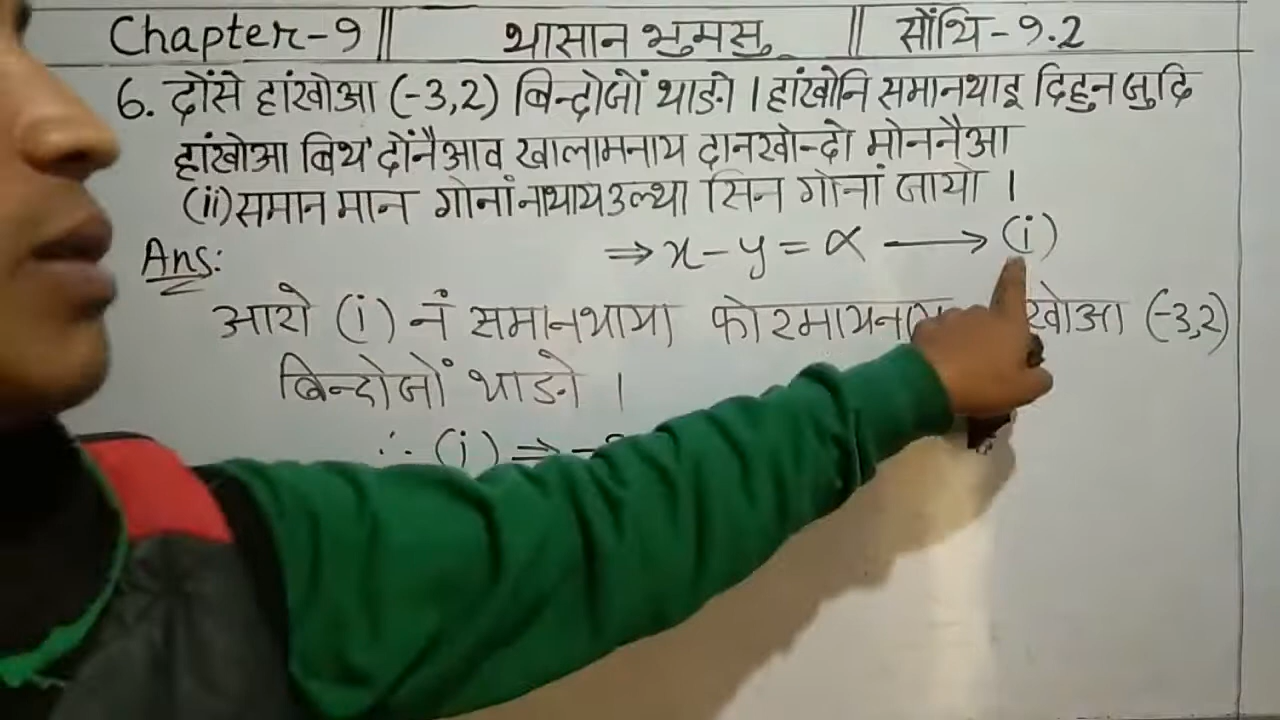 Chapter-9 || थासान भुमसु || सोंथि-9.2
6. दोंसे हांखोआ (-3,2) बिन्दोजों थाङो । हांखोनि समानथाइ दिहुन जुदि
हांखोआ बिथ' दोंनैआव खालामनाय दानखोन्दो मोननैआ
(ii) समान मान गोनां नाथाय उल्था सिन गोनां जायो ।
Ans:
⇒ x - y = α → (i)
आरो (i) नं समानथाया फोरमायनाय खोआ (-3,2)
बिन्दोजों थाङो ।
∴ (i) ⇒ -3